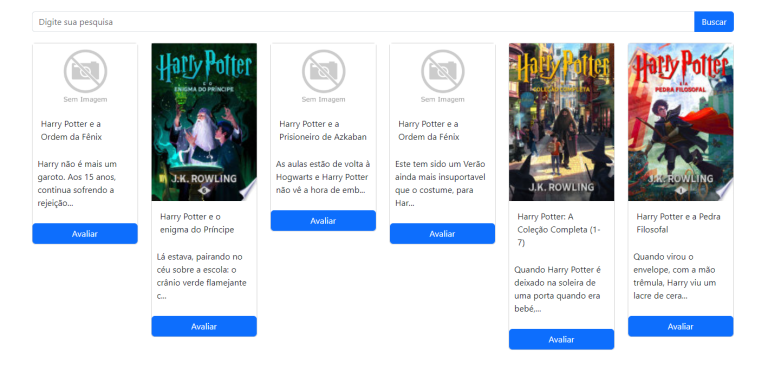 Digite sua pesquisa
Buscar
Sem Imagem
Harry Potter e a
Ordem da Fênix
Harry não é mais um
garoto. Aos 15 anos,
continua sofrendo a
rejeição...
Avaliar
Harry Potter
E O
ENIGMA DO PRÍNCIPE
J.K. ROWLING
6
Harry Potter e o
enigma do Príncipe
Lá estava, pairando no
céu sobre a escola: o
crânio verde flamejante
c...
Avaliar
Sem Imagem
Harry Potter e a
Prisioneiro de Azkaban
As aulas estão de volta à
Hogwarts e Harry Potter
não vê a hora de emb...
Avaliar
Sem Imagem
Harry Potter e a
Ordem da Fênix
Este tem sido um Verão
ainda mais insuportavel
que o costume, para
Har...
Avaliar
Harry Potter
COLEÇÃO COMPLETA
J.K. ROWLING
Harry Potter: A
Coleção Completa (1-
7)
Quando Harry Potter é
deixado na soleira de
uma porta quando era
bebê,...
Avaliar
Harry Potter
E A
PEDRA FILOSOFAL
J.K. ROWLING
1
Harry Potter e a Pedra
Filosofal
Quando virou o
envelope, com a mão
trêmula, Harry viu um
lacre de cera...
Avaliar